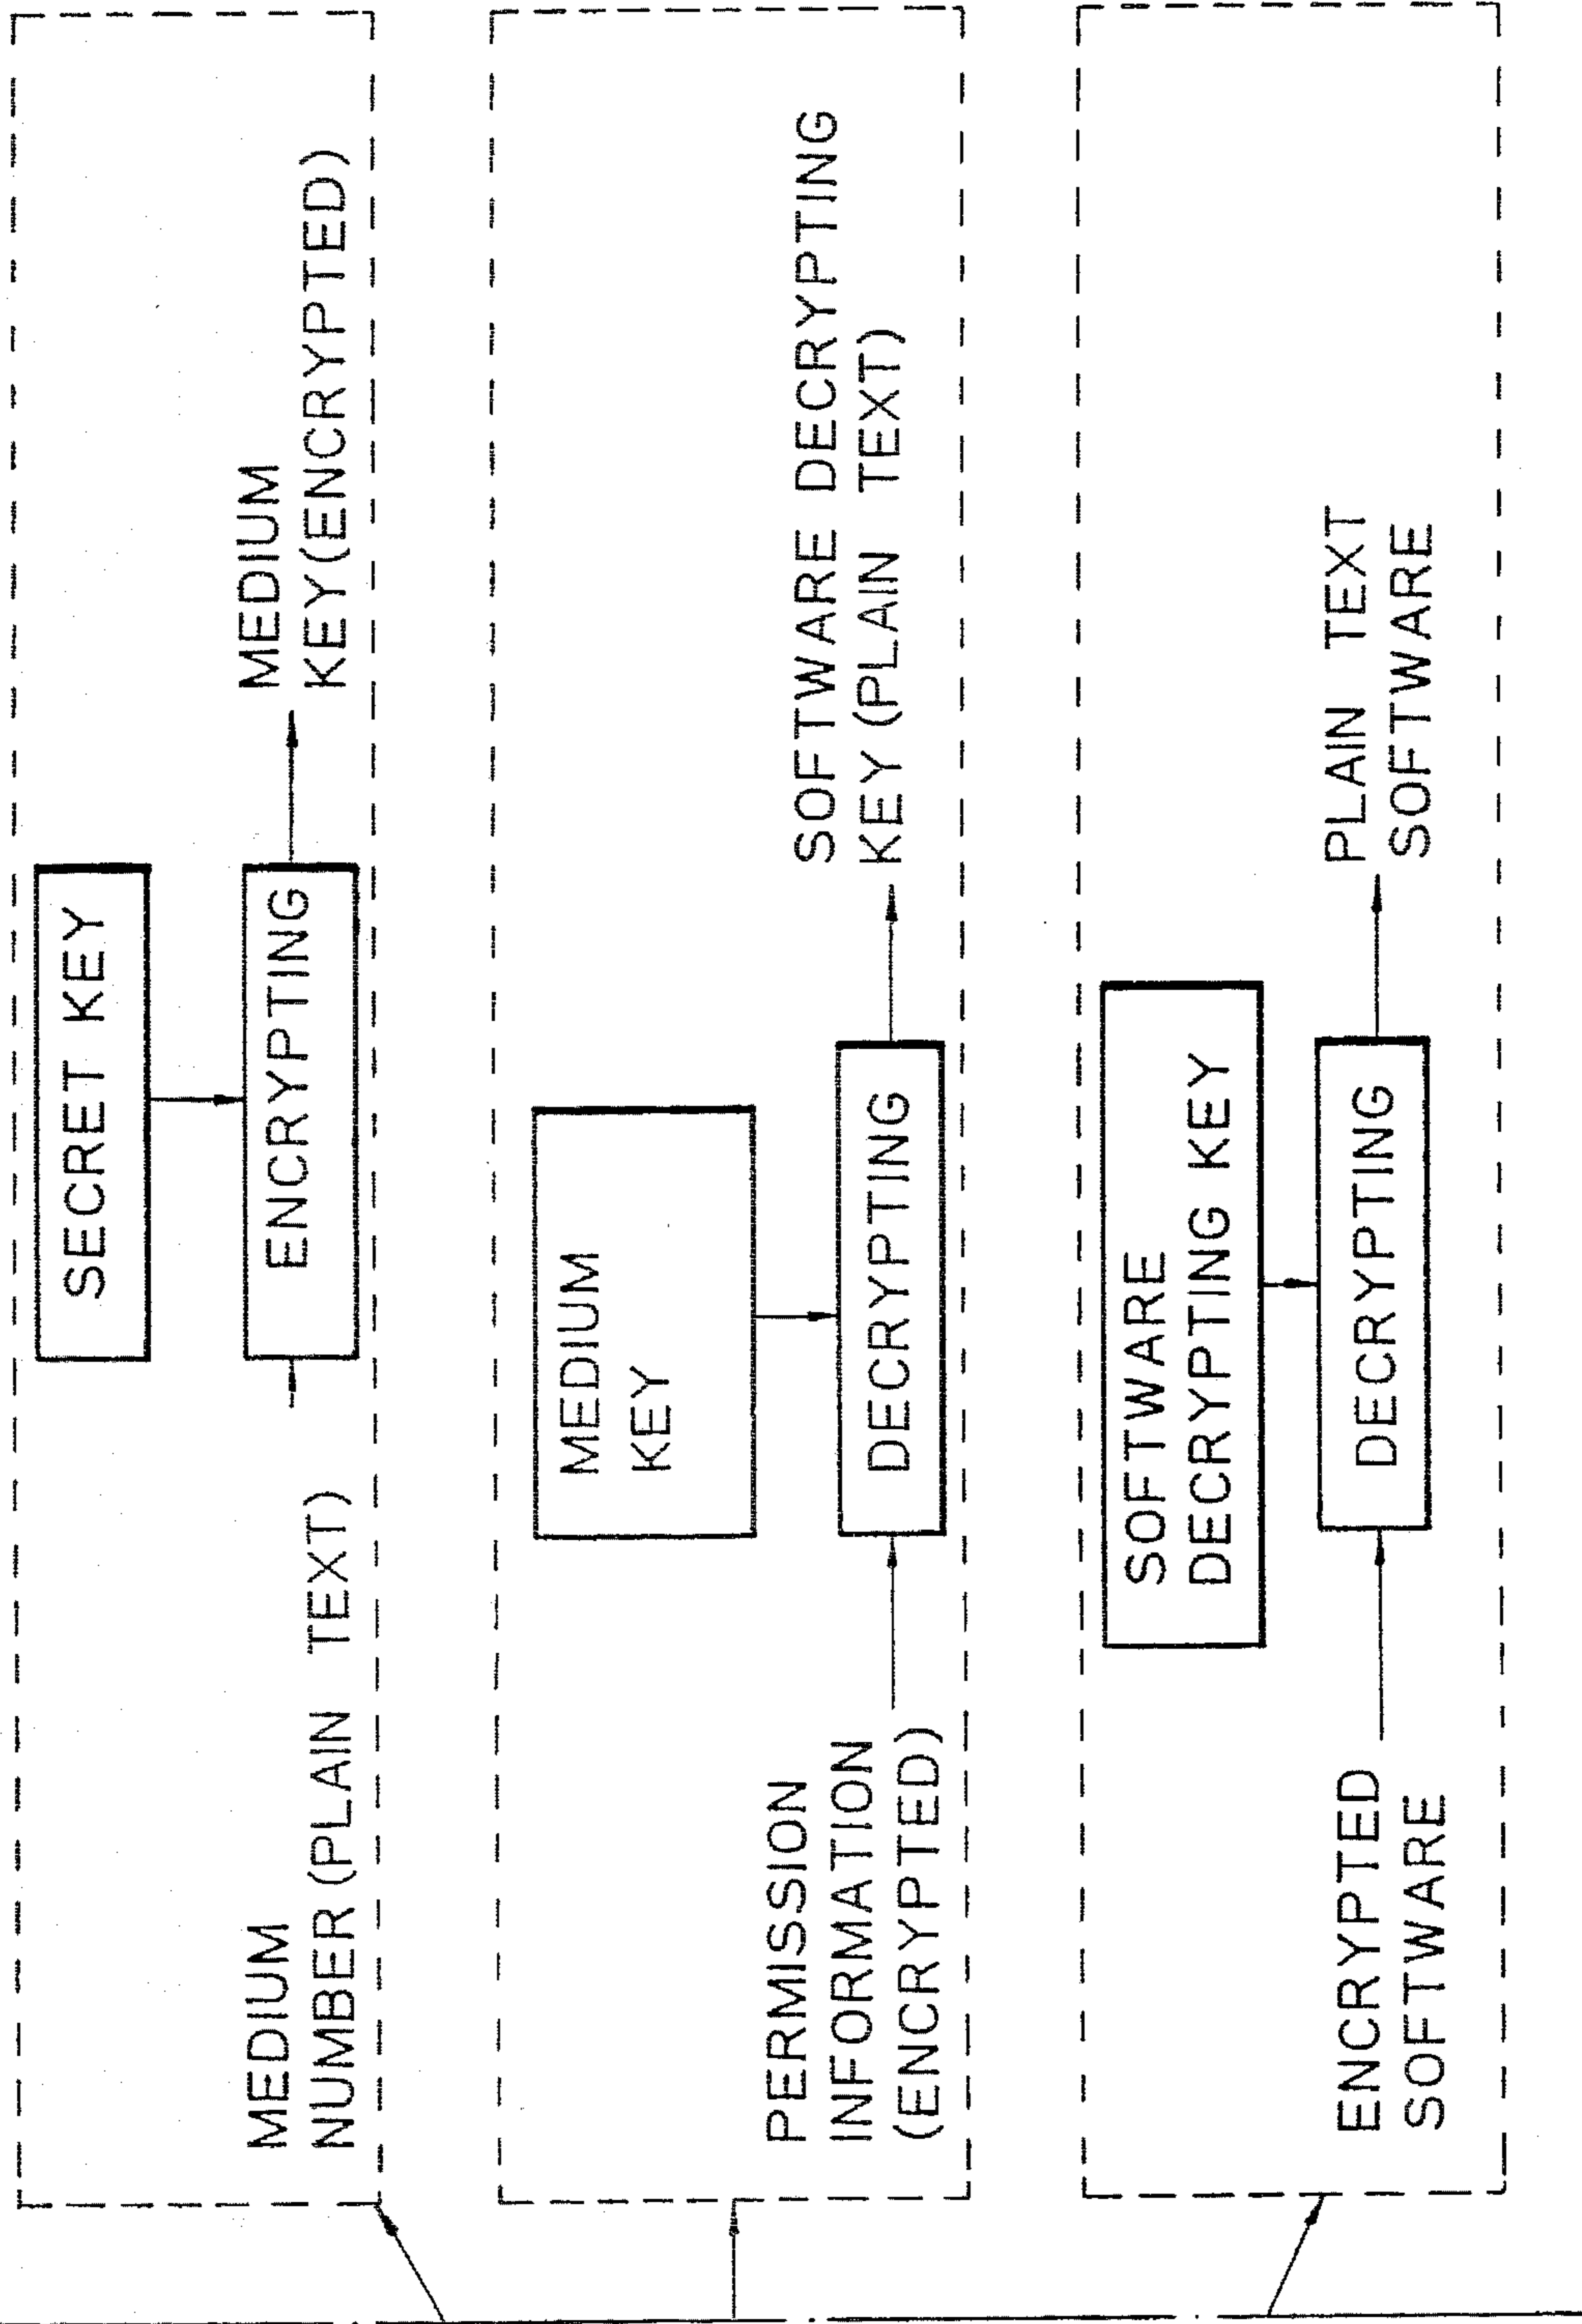 SECRET KEY
MEDIUM
NUMBER (PLAIN TEXT)
ENCRYPTING
MEDIUM
KEY (ENCRYPTED)
MEDIUM
KEY
PERMISSION
INFORMATION
(ENCRYPTED)
DECRYPTING
SOFTWARE DECRYPTING
KEY (PLAIN TEXT)
SOFTWARE
DECRYPTING KEY
ENCRYPTED
SOFTWARE
DECRYPTING
PLAIN TEXT
SOFTWARE